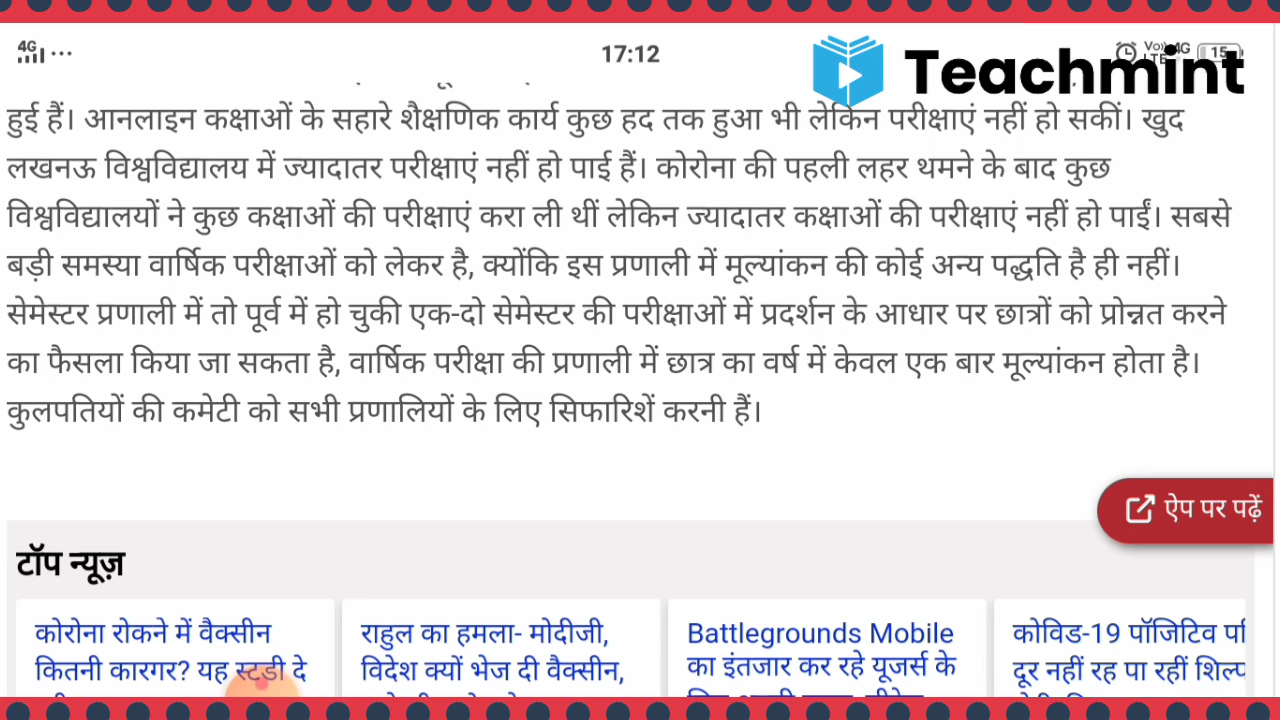 4G 17:12 4G 15
Teachmint
हुई हैं। आनलाइन कक्षाओं के सहारे शैक्षणिक कार्य कुछ हद तक हुआ भी लेकिन परीक्षाएं नहीं हो सकीं। खुद
लखनऊ विश्वविद्यालय में ज्यादातर परीक्षाएं नहीं हो पाई हैं। कोरोना की पहली लहर थमने के बाद कुछ
विश्वविद्यालयों ने कुछ कक्षाओं की परीक्षाएं करा ली थीं लेकिन ज्यादातर कक्षाओं की परीक्षाएं नहीं हो पाईं। सबसे
बड़ी समस्या वार्षिक परीक्षाओं को लेकर है, क्योंकि इस प्रणाली में मूल्यांकन की कोई अन्य पद्धति है ही नहीं।
सेमेस्टर प्रणाली में तो पूर्व में हो चुकी एक-दो सेमेस्टर की परीक्षाओं में प्रदर्शन के आधार पर छात्रों को प्रोन्नत करने
का फैसला किया जा सकता है, वार्षिक परीक्षा की प्रणाली में छात्र का वर्ष में केवल एक बार मूल्यांकन होता है।
कुलपतियों की कमेटी को सभी प्रणालियों के लिए सिफारिशें करनी हैं।
ऐप पर पढ़ें
टॉप न्यूज़
कोरोना रोकने में वैक्सीन
कितनी कारगर? यह स्टडी दे
राहुल का हमला- मोदीजी,
विदेश क्यों भेज दी वैक्सीन,
Battlegrounds Mobile
का इंतजार कर रहे यूजर्स के
कोविड-19 पॉजिटिव
दूर नहीं रह पा रहीं